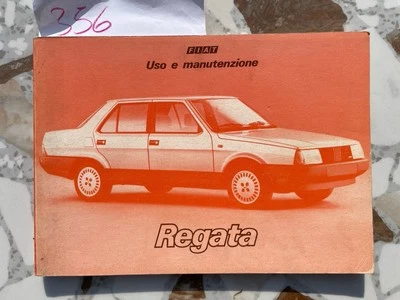 356
FIAT
Uso e manutenzione
Regata